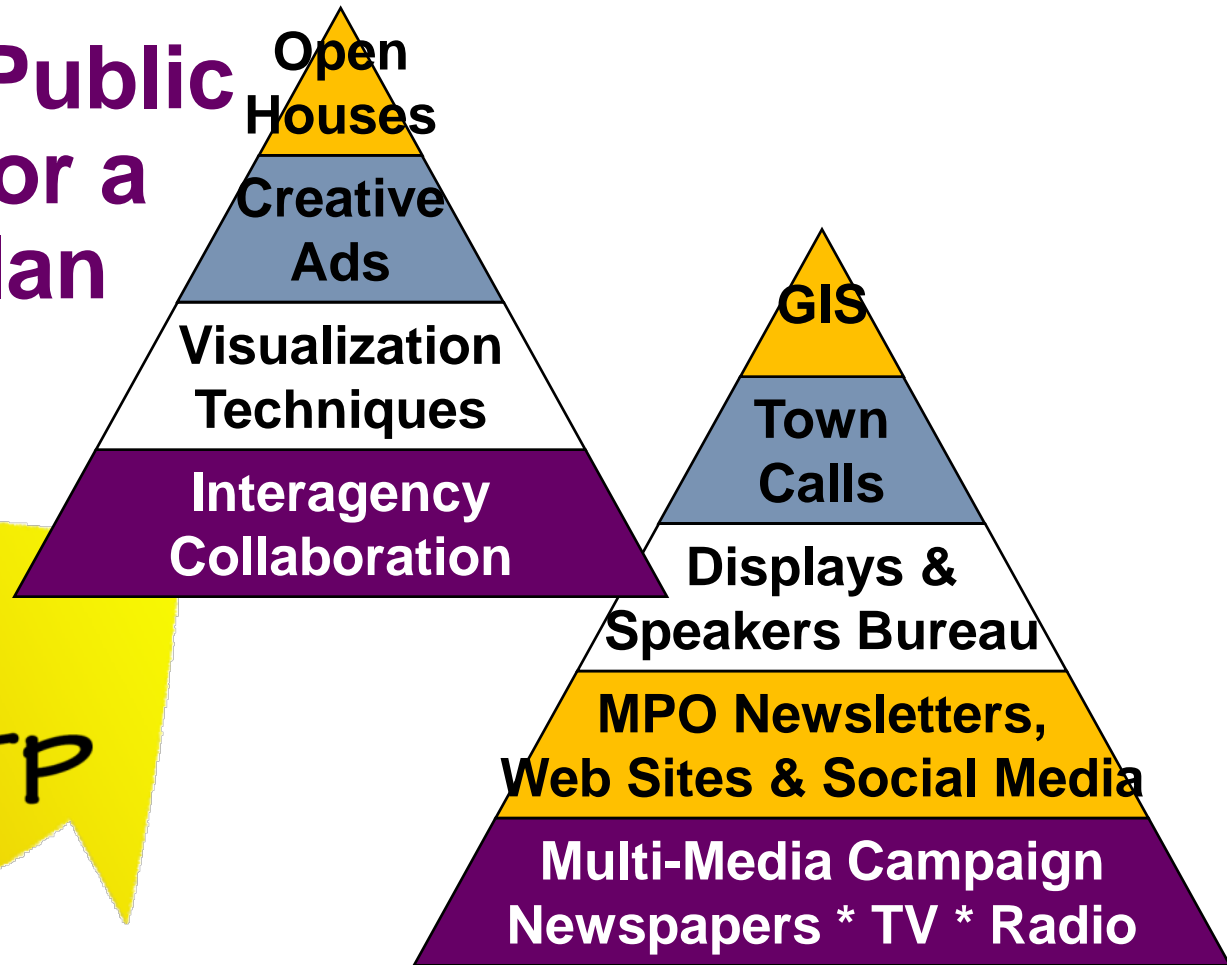 Public
or a
lan
Open
Houses
Creative
Ads
Visualization
Techniques
Interagency
Collaboration
GIS
Town
Calls
Displays &
Speakers Bureau
MPO Newsletters,
Web Sites & Social Media
Multi-Media Campaign
Newspapers * TV * Radio
TP